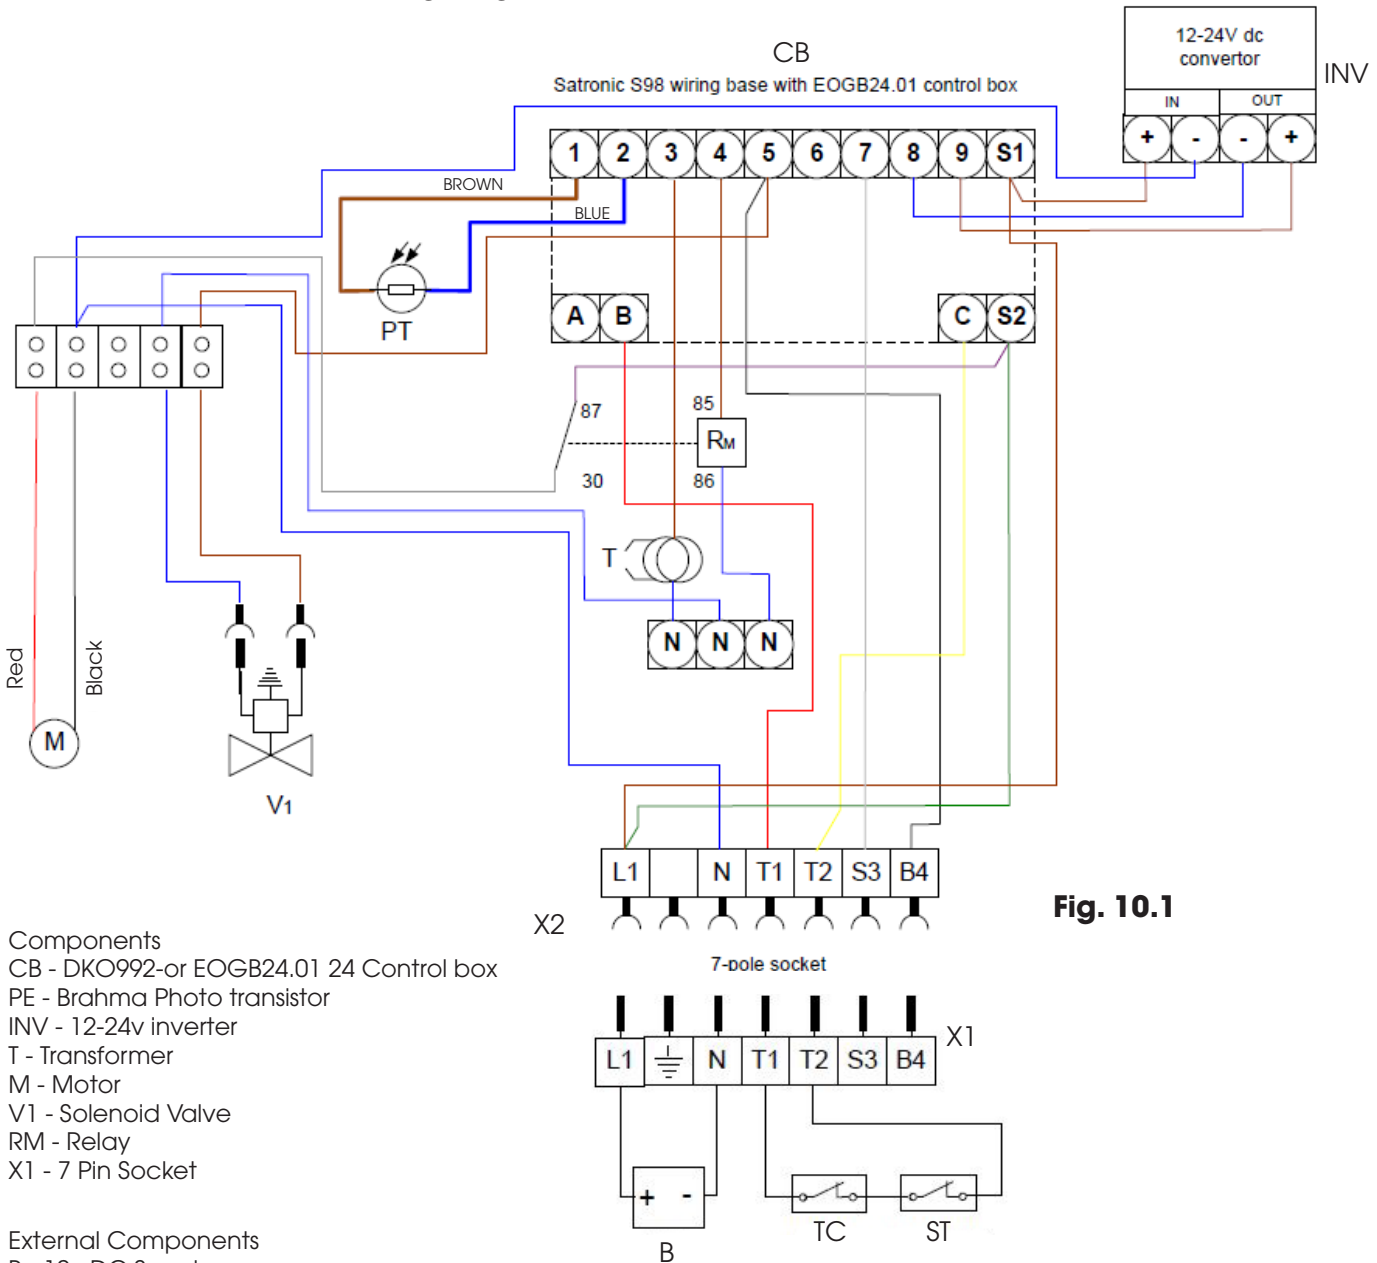 12-24V dc
convertor
INV
IN OUT
+ - - +
CB
Satronic S98 wiring base with EOGB24.01 control box
1 2 3 4 5 6 7 8 9 S1
BROWN
BLUE
PT
A B C S2
87 85
RM
30 86
T
N N N
Red
Black
M
V1
L1 N T1 T2 S3 B4
X2
Fig. 10.1
7-pole socket
X1
L1 N T1 T2 S3 B4
+ -
B
TC ST
Components
CB - DKO992-or EOGB24.01 24 Control box
PE - Brahma Photo transistor
INV - 12-24v inverter
T - Transformer
M - Motor
V1 - Solenoid Valve
RM - Relay
X1 - 7 Pin Socket
External Components